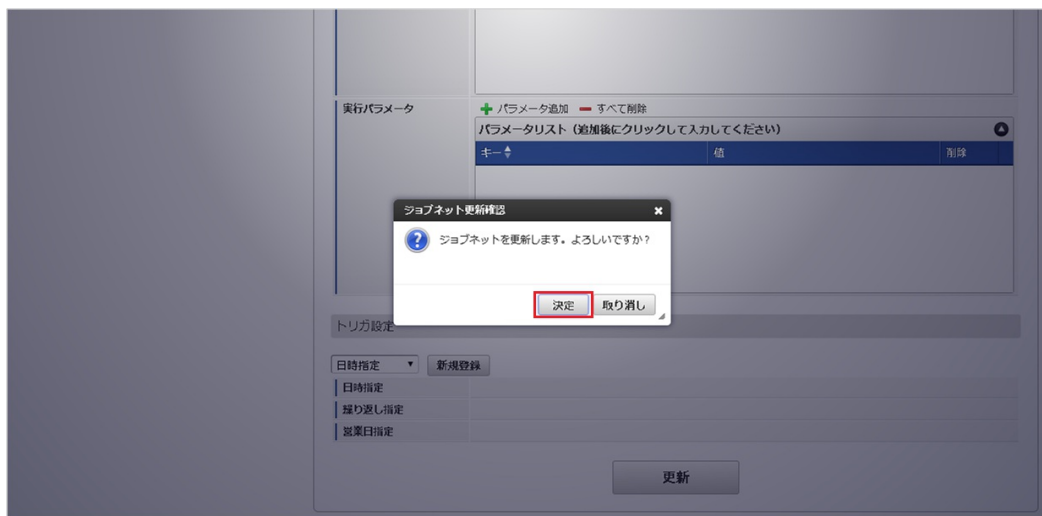 実行パラメータ
パラメータ追加 すべて削除
パラメータリスト（追加後にクリックして入力してください）
キー 値 削除
ジョブネット更新確認
ジョブネットを更新します。よろしいですか？
決定 取り消し
トリガ設定
日時指定 新規登録
日時指定
繰り返し指定
営業日指定
更新